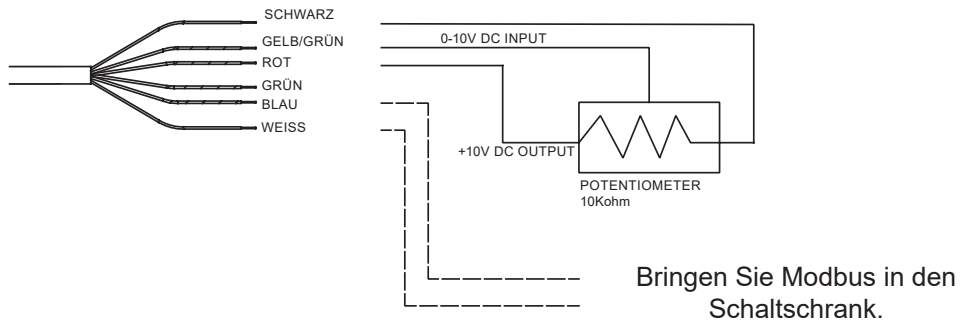 SCHWARZ
GELB/GRÜN
0-10V DC INPUT
ROT
GRÜN
BLAU
WEISS
+10V DC OUTPUT
POTENTIOMETER
10Kohm
Bringen Sie Modbus in den
Schaltschrank.